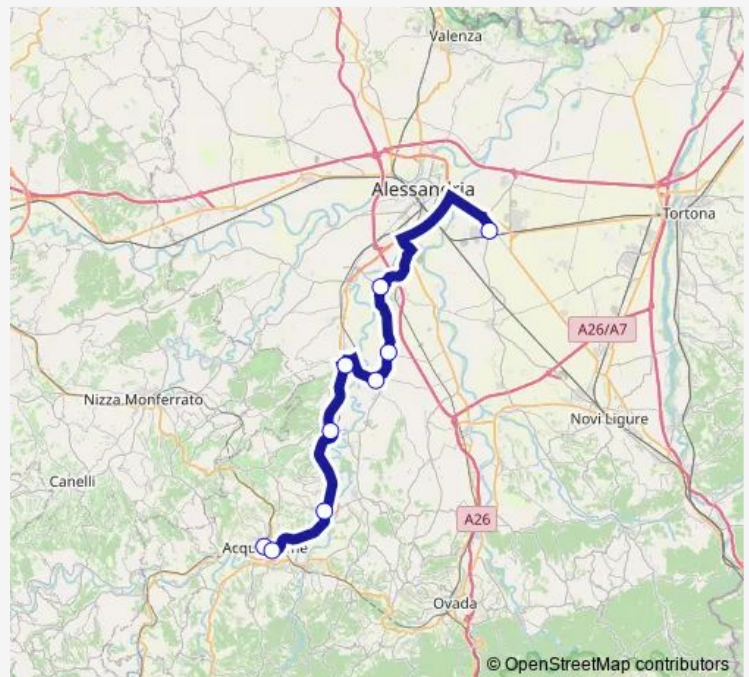 Valenza
Alessandria
Tortona
A26/A7
Nizza Monferrato
Novi Ligure
Canelli
A26
Ovada
© OpenStreetMap contributors